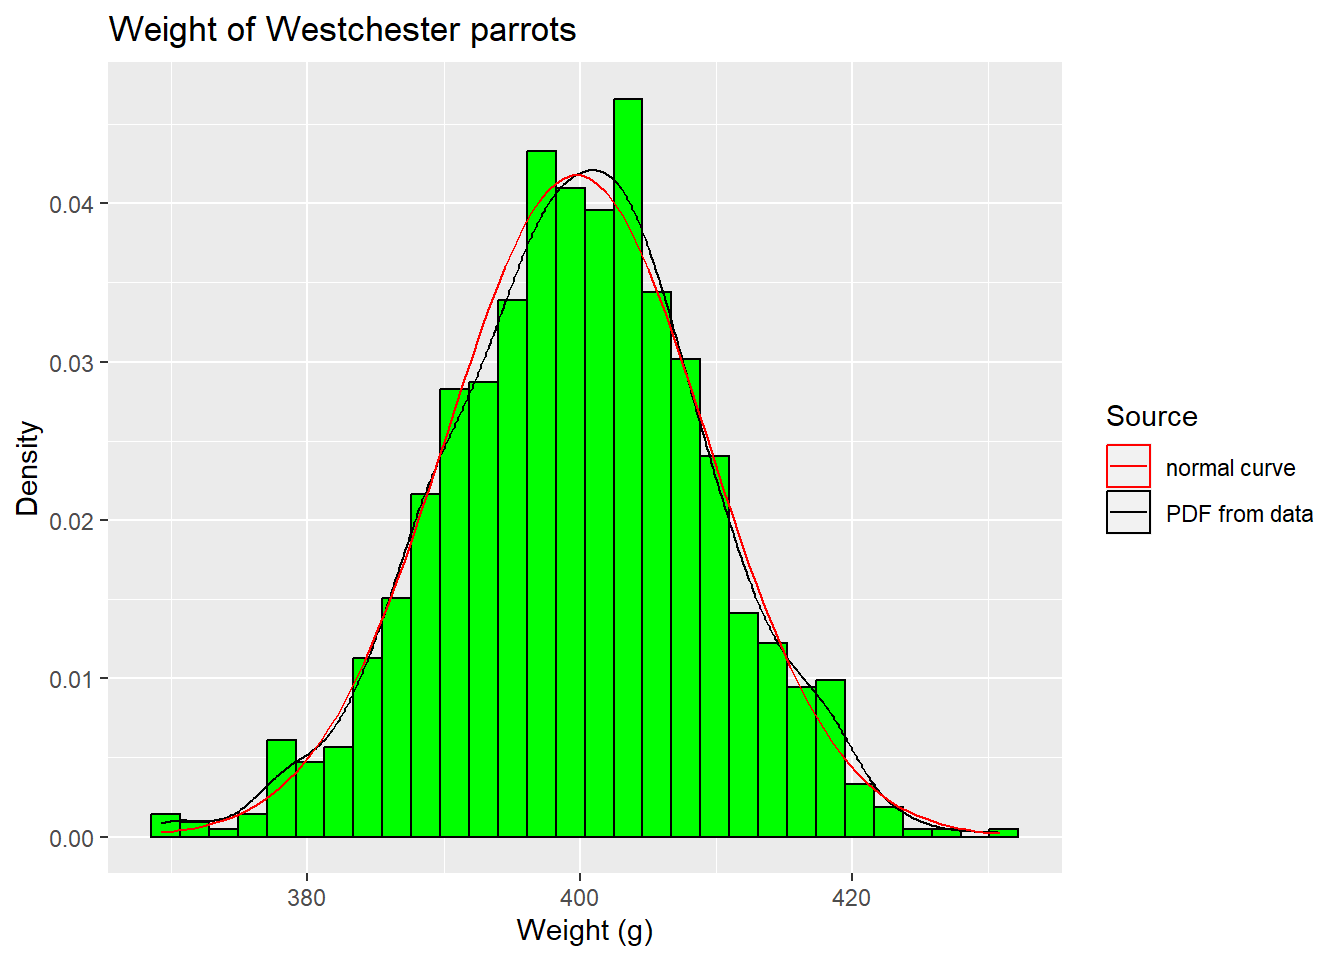 Weight of Westchester parrots
0.04
0.03
0.02
0.01
0.00
Density
380
400
420
Weight (g)
Source
normal curve
PDF from data